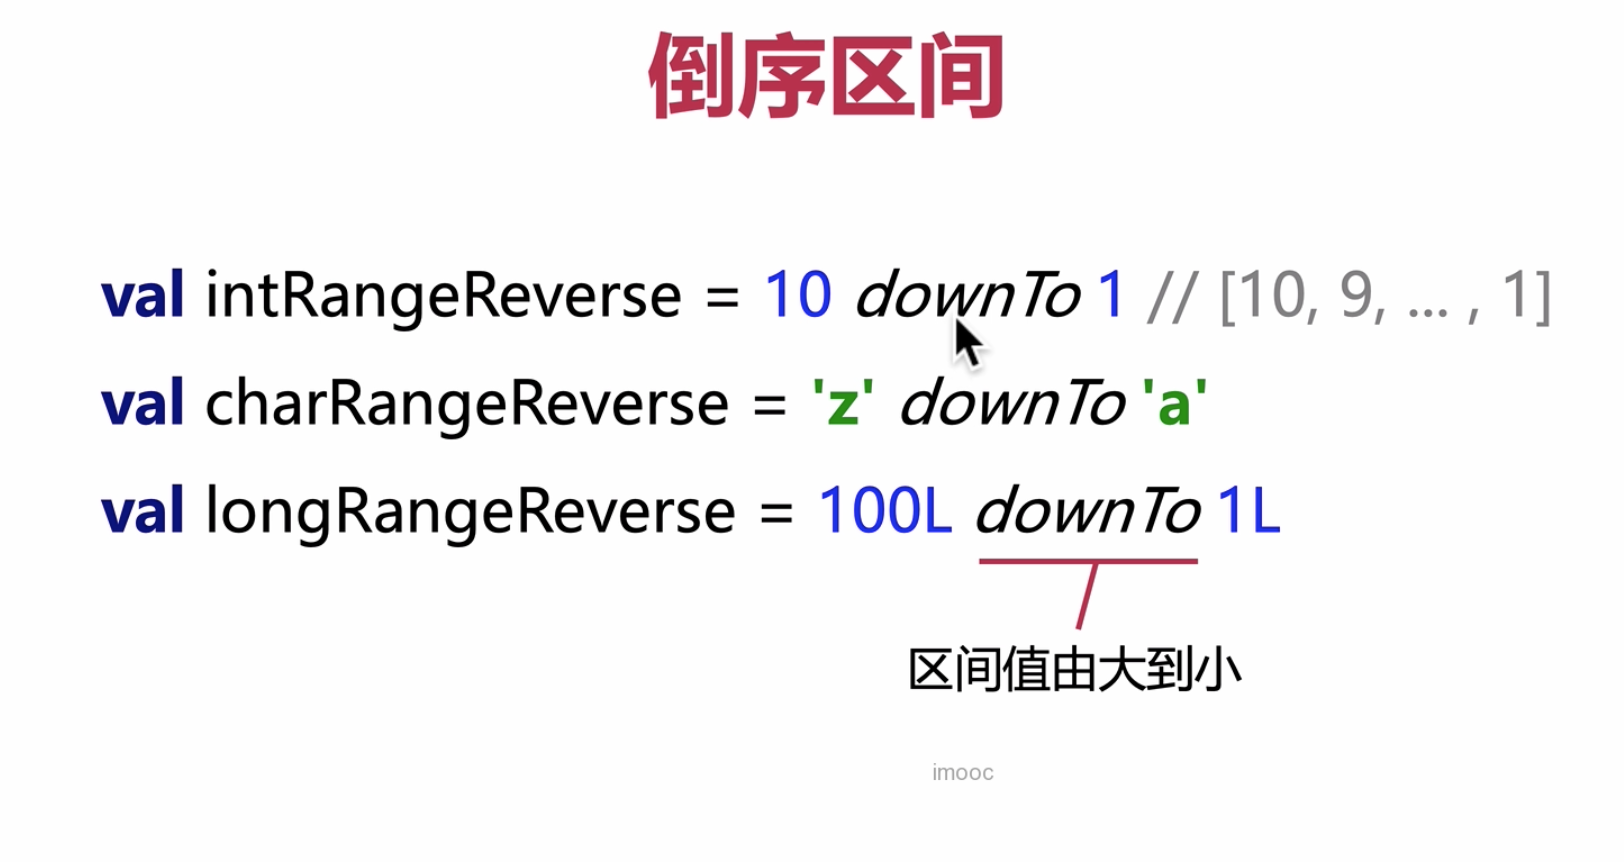 倒序区间
val intRangeReverse = 10 downTo 1 // [10, 9, ... , 1]
val charRangeReverse = 'z' downTo 'a'
val longRangeReverse = 100L downTo 1L
区间值由大到小
imooc